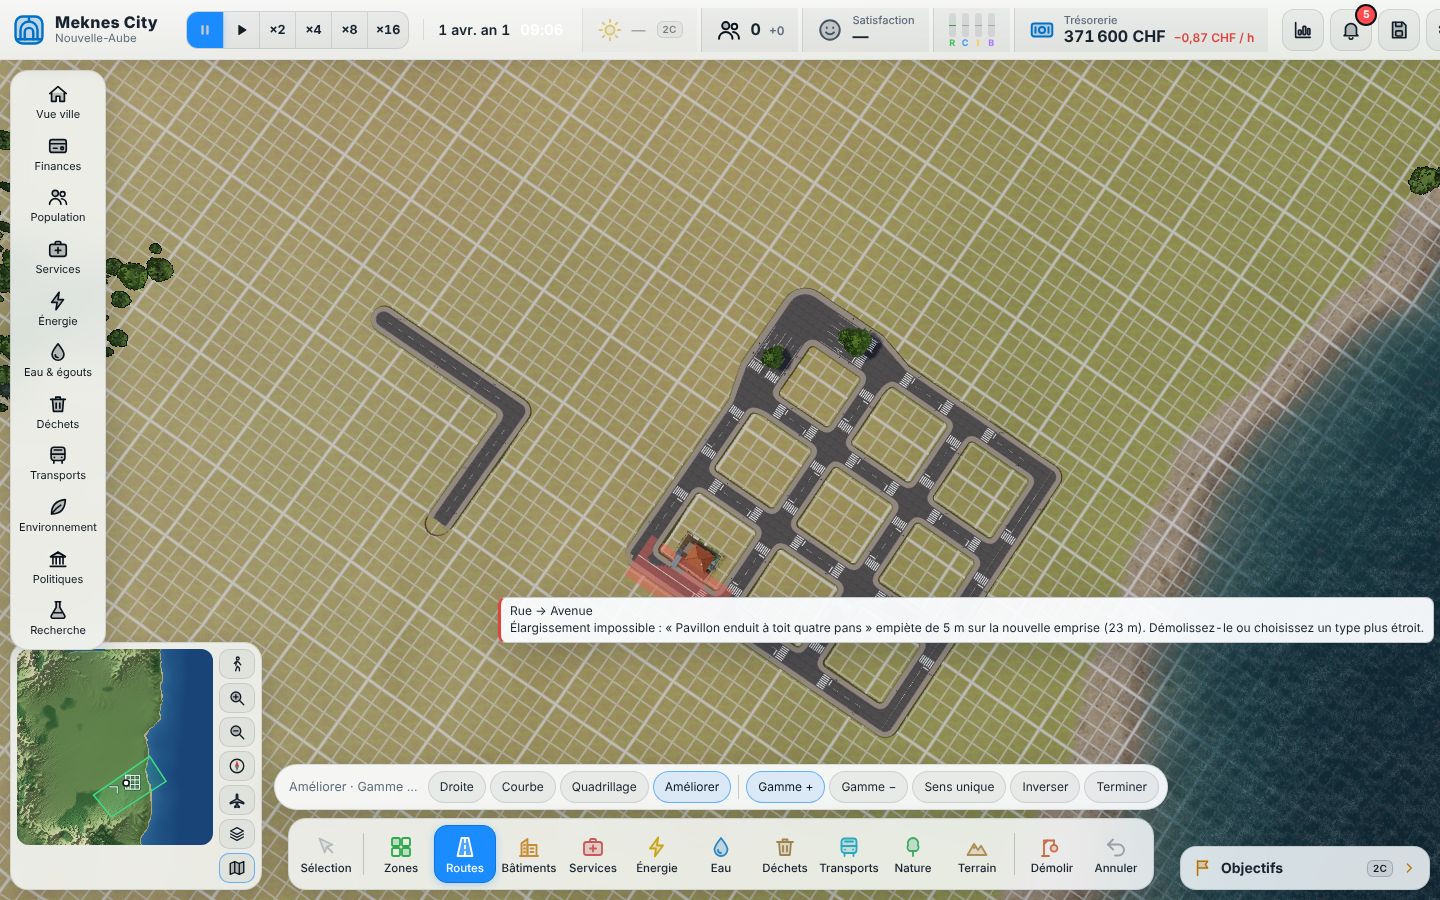 Meknes City
Nouvelle-Aube
×2
×4
×8
×16
1 avr. an 1
09:06
—
2C
0
+0
Satisfaction
—
R C I B
Trésorerie
371 600 CHF
−0,87 CHF / h
5
Vue ville
Finances
Population
Services
Énergie
Eau & égouts
Déchets
Transports
Environnement
Politiques
Recherche
Rue → Avenue
Élargissement impossible : « Pavillon enduit à toit quatre pans » empiète de 5 m sur la nouvelle emprise (23 m). Démolissez-le ou choisissez un type plus étroit.
Améliorer · Gamme ...
Droite
Courbe
Quadrillage
Améliorer
Gamme +
Gamme −
Sens unique
Inverser
Terminer
Sélection
Zones
Routes
Bâtiments
Services
Énergie
Eau
Déchets
Transports
Nature
Terrain
Démolir
Annuler
Objectifs
2C